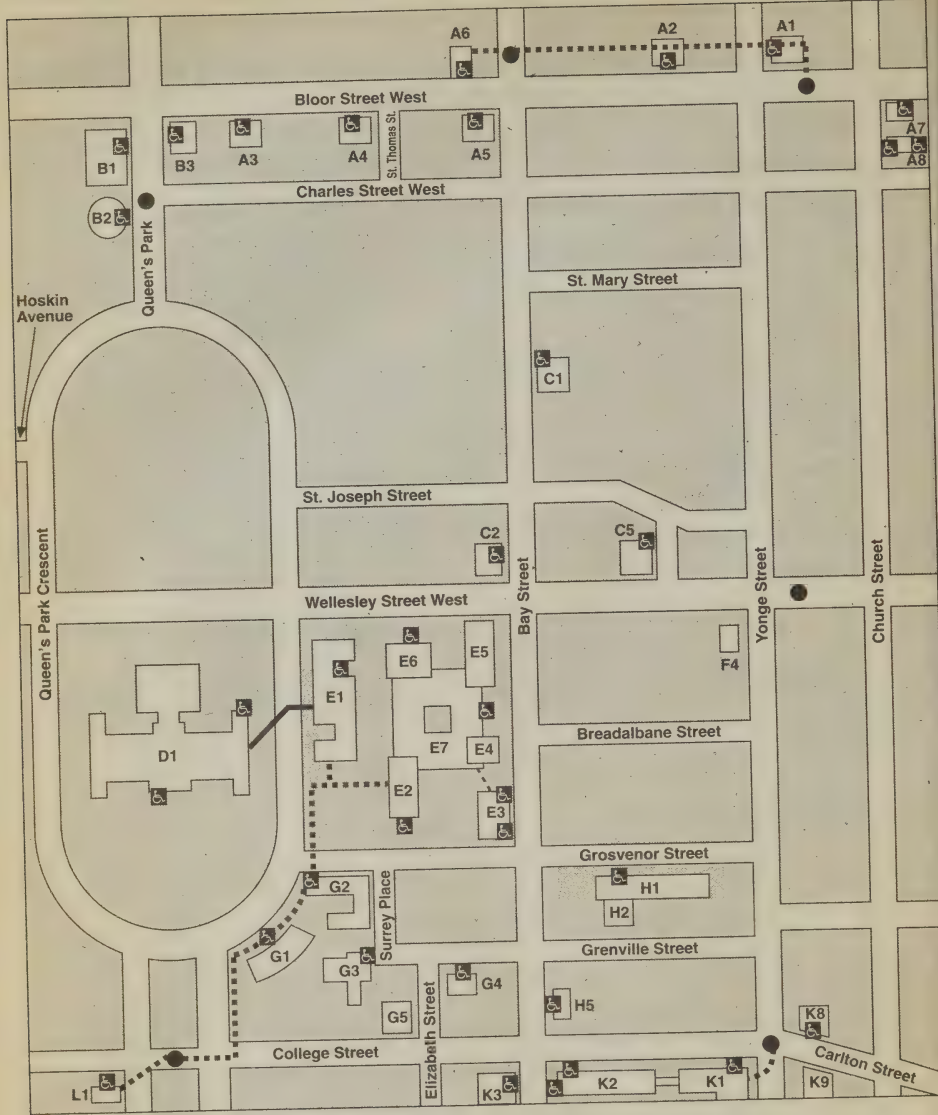 A6
A2
A1
Bloor Street West
A7
A8
B1
B3
A3
A4
St. Thomas St.
A5
Charles Street West
B2
Queen's Park
St. Mary Street
Hoskin
Avenue
C1
St. Joseph Street
C2
C5
Queen's Park Crescent
Wellesley Street West
Bay Street
Yonge Street
Church Street
E1
E6
E5
F4
D1
E7
E4
Breadalbane Street
E2
E3
Grosvenor Street
G2
H1
H2
Surrey Place
G1
G3
Grenville Street
G4
H5
G5
Elizabeth Street
K8
College Street
Carlton Street
L1
K3
K2
K1
K9